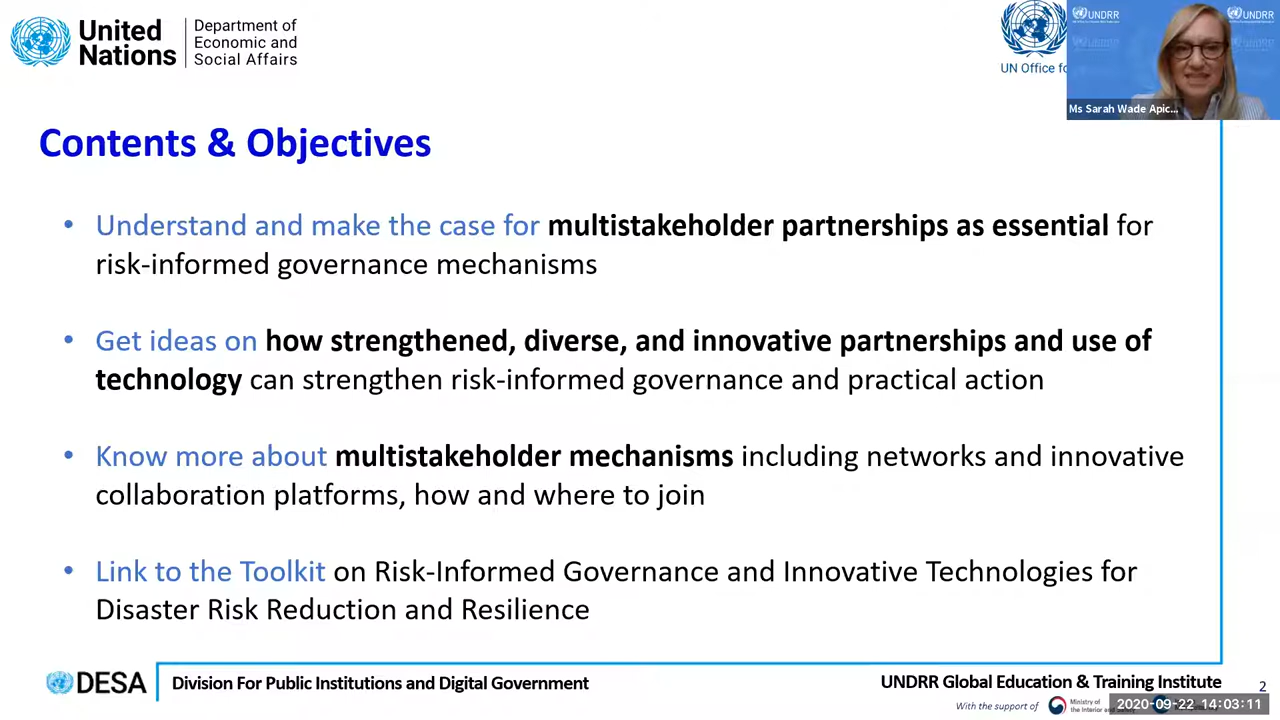 United
Nations
Department of
Economic and
Social Affairs
UN Office fo
UNDRR
UNDRR
Ms Sarah Wade Apic...
Contents & Objectives
• Understand and make the case for multistakeholder partnerships as essential for
risk-informed governance mechanisms
• Get ideas on how strengthened, diverse, and innovative partnerships and use of
technology can strengthen risk-informed governance and practical action
• Know more about multistakeholder mechanisms including networks and innovative
collaboration platforms, how and where to join
• Link to the Toolkit on Risk-Informed Governance and Innovative Technologies for
Disaster Risk Reduction and Resilience
DESA
Division For Public Institutions and Digital Government
UNDRR Global Education & Training Institute
2
With the support of
Ministry of
the Interior and
2020-09-22 14:03:11